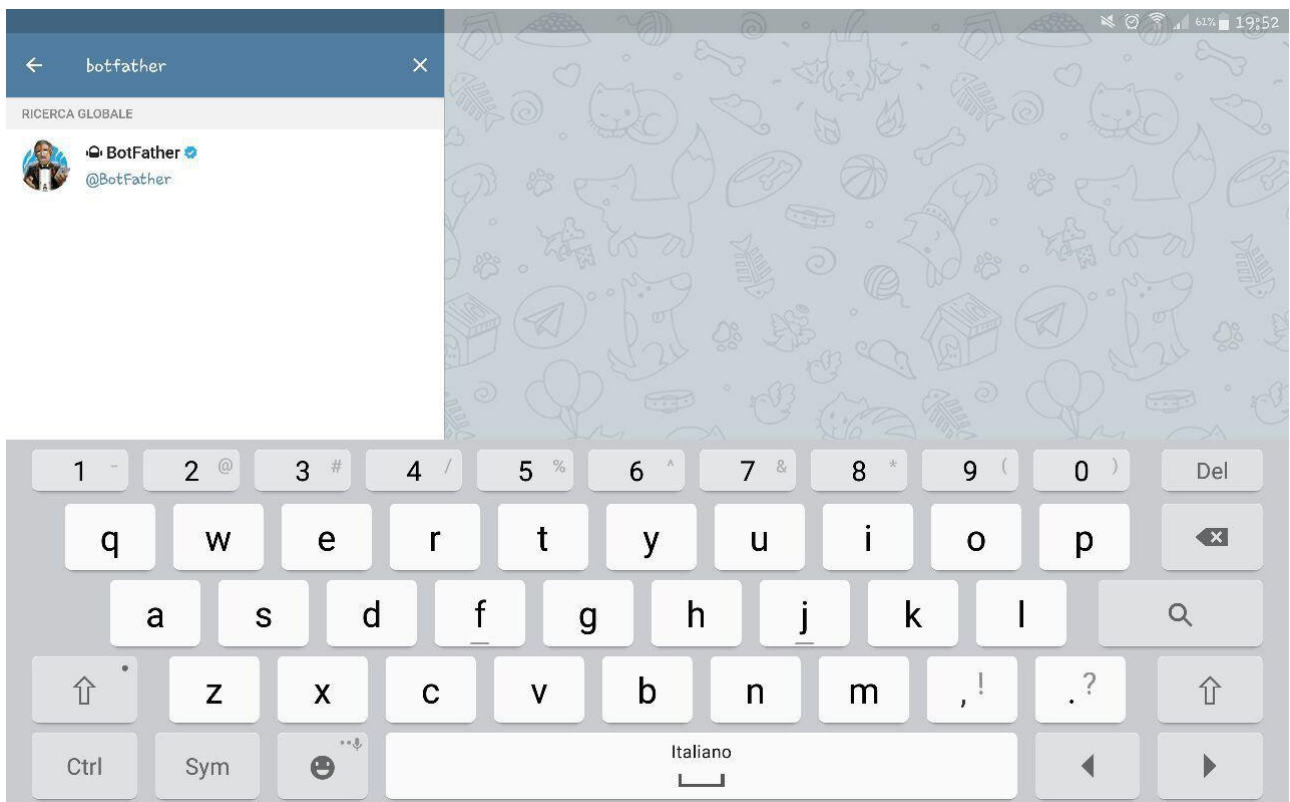 61% 19:52
botfather
RICERCA GLOBALE
BotFather
@BotFather
1 - 2 @ 3 # 4 / 5 % 6 ^ 7 & 8 * 9 ( 0 ) Del
q w e r t y u i o p
a s d f g h j k l
z x c v b n m , ! . ?
Ctrl Sym Italiano